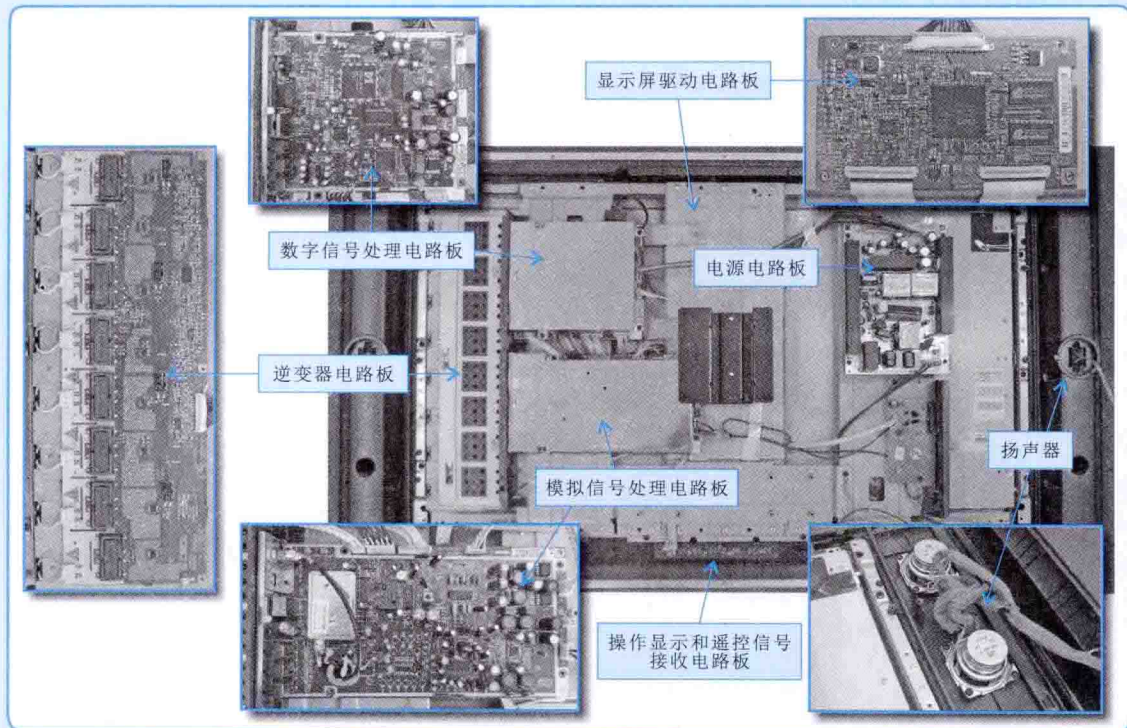 显示屏驱动电路板
数字信号处理电路板
电源电路板
逆变器电路板
扬声器
模拟信号处理电路板
操作显示和遥控信号
接收电路板